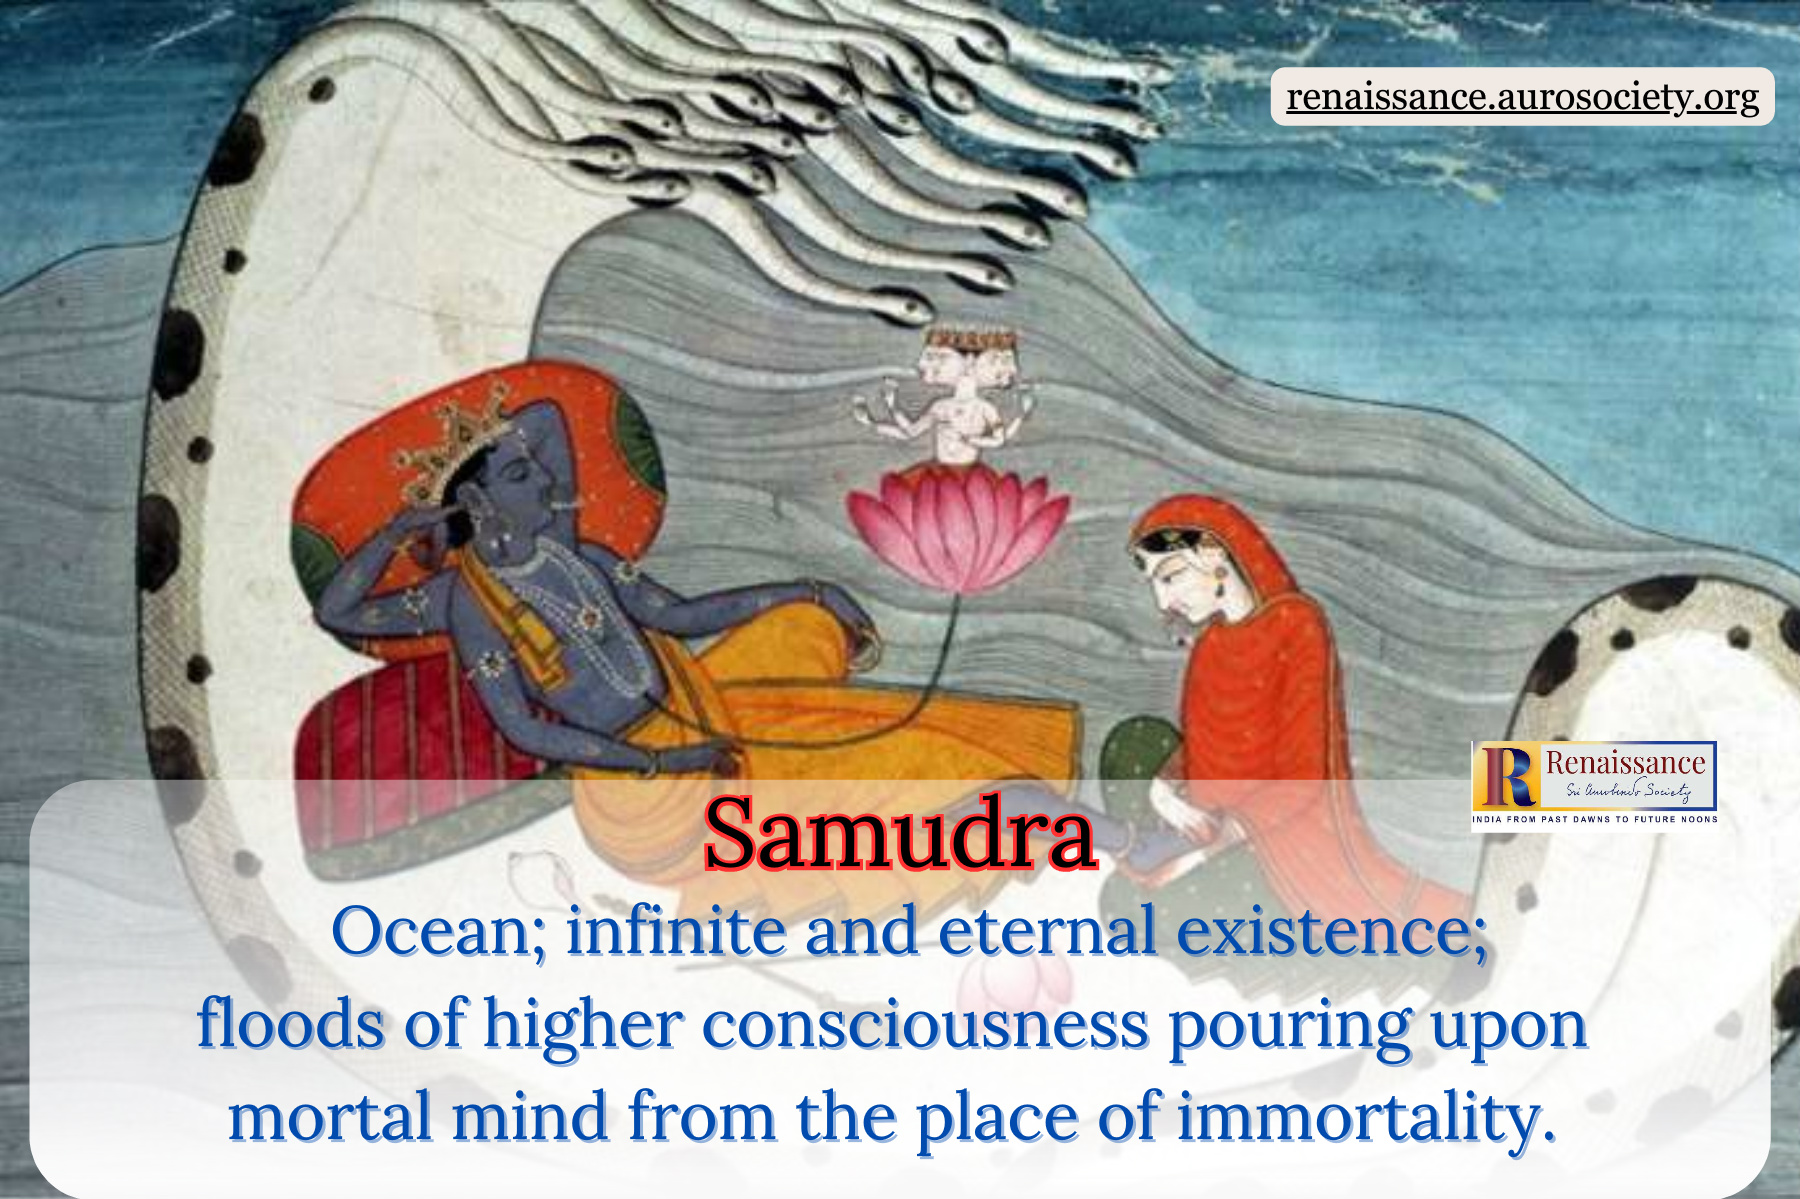 renaissance.aurosociety.org
R Renaissance
Sri Aurobindo Society
INDIA FROM PAST DAWNS TO FUTURE NOONS
Samudra
Ocean; infinite and eternal existence;
floods of higher consciousness pouring upon
mortal mind from the place of immortality.